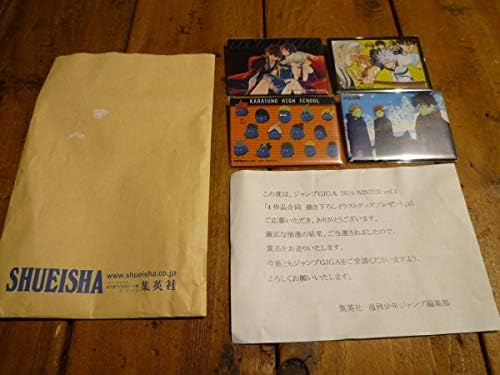 SHUEISHA
www.shueisha.co.jp
集英社
KARASUNO HIGH SCHOOL
この度は、ジャンプGIGA 2019 WINTER vol.1
「4作品合同 描き下ろしイラストグッズプレゼント」に
ご応募いただき、ありがとうございます。
厳正な抽選の結果、ご当選されましたので、
賞品をお送りいたします。
今後ともジャンプGIGAをご愛読くださいますよう、
よろしくお願いいたします。
集英社 週刊少年ジャンプ編集部